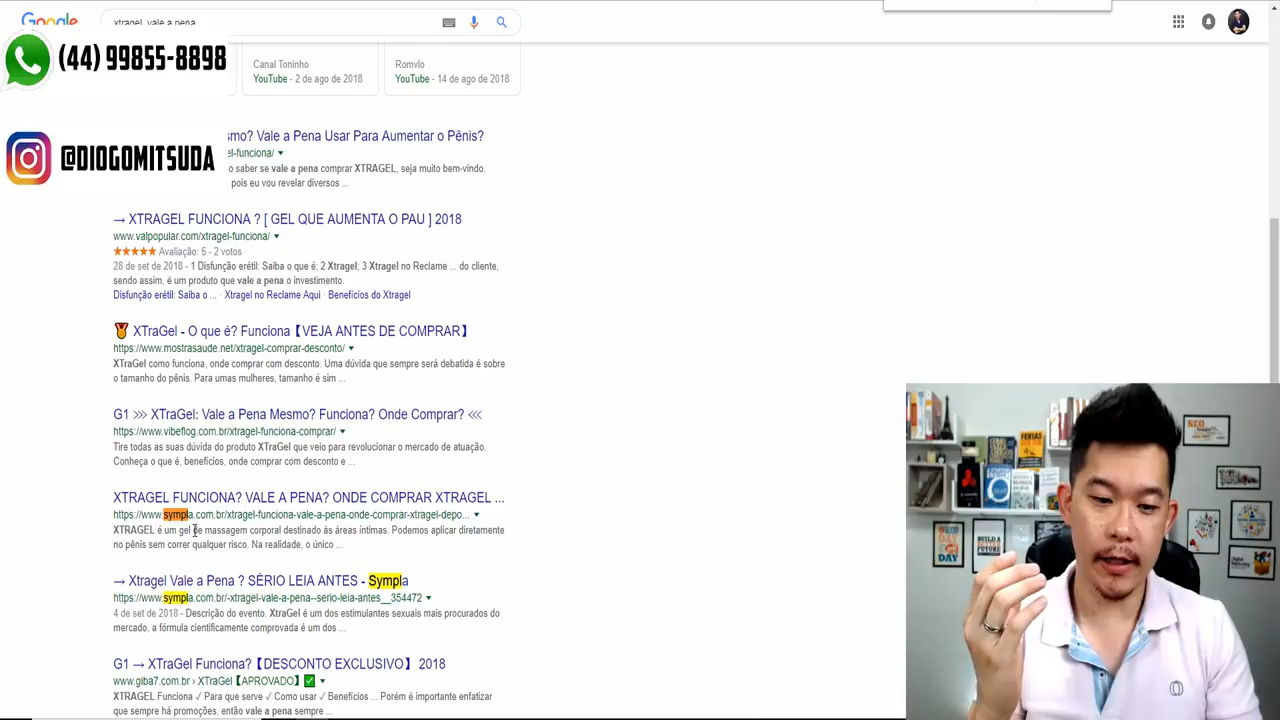 Google
xtragel vale a pena
(44) 99855-8898
Canal Toninho
YouTube - 2 de ago de 2018
Romvlo
YouTube - 14 de ago de 2018
@DIOGOMITSUDA
smo? Vale a Pena Usar Para Aumentar o Pênis?
el-funciona/
o saber se vale a pena comprar XTRAGEL, seja muito bem-vindo.
pois eu vou revelar diversos ...
→ XTRAGEL FUNCIONA ? [ GEL QUE AUMENTA O PAU ] 2018
www.valpopular.com/xtragel-funciona/
Avaliação: 5 - 2 votos
28 de set de 2018 - 1 Disfunção erétil: Saiba o que é; 2 Xtragel; 3 Xtragel no Reclame ... do cliente,
sendo assim, é um produto que vale a pena o investimento.
Disfunção erétil: Saiba o ... · Xtragel no Reclame Aqui · Benefícios do Xtragel
XTraGel - O que é? Funciona【VEJA ANTES DE COMPRAR】
https://www.mostrasaude.net/xtragel-comprar-desconto/
XTraGel como funciona, onde comprar com desconto. Uma dúvida que sempre será debatida é sobre
o tamanho do pênis. Para umas mulheres, tamanho é sim ...
G1 ⋙ XTraGel: Vale a Pena Mesmo? Funciona? Onde Comprar? ⋘
https://www.vibeflog.com.br/xtragel-funciona-comprar/
Tire todas as suas dúvida do produto XTraGel que veio para revolucionar o mercado de atuação.
Conheça o que é, benefícios, onde comprar com desconto e ...
XTRAGEL FUNCIONA? VALE A PENA? ONDE COMPRAR XTRAGEL ...
https://www.sympla.com.br/xtragel-funciona-vale-a-pena-onde-comprar-xtragel-depo...
XTRAGEL é um gel de massagem corporal destinado às áreas íntimas. Podemos aplicar diretamente
no pênis sem correr qualquer risco. Na realidade, o único ...
→ Xtragel Vale a Pena ? SÉRIO LEIA ANTES - Sympla
https://www.sympla.com.br/-xtragel-vale-a-pena--serio-leia-antes__354472
4 de set de 2018 - Descrição do evento. XtraGel é um dos estimulantes sexuais mais procurados do
mercado, a fórmula cientificamente comprovada é um dos ...
G1 → XTraGel Funciona?【DESCONTO EXCLUSIVO】 2018
www.giba7.com.br › XTraGel【APROVADO】✅
XTRAGEL Funciona ✓ Para que serve ✓ Como usar ✓ Benefícios ... Porém é importante enfatizar
que sempre há promoções, então vale a pena sempre ...
SEO
FÉRIAS
STARTUP
GOOD
DAY
BUILD A